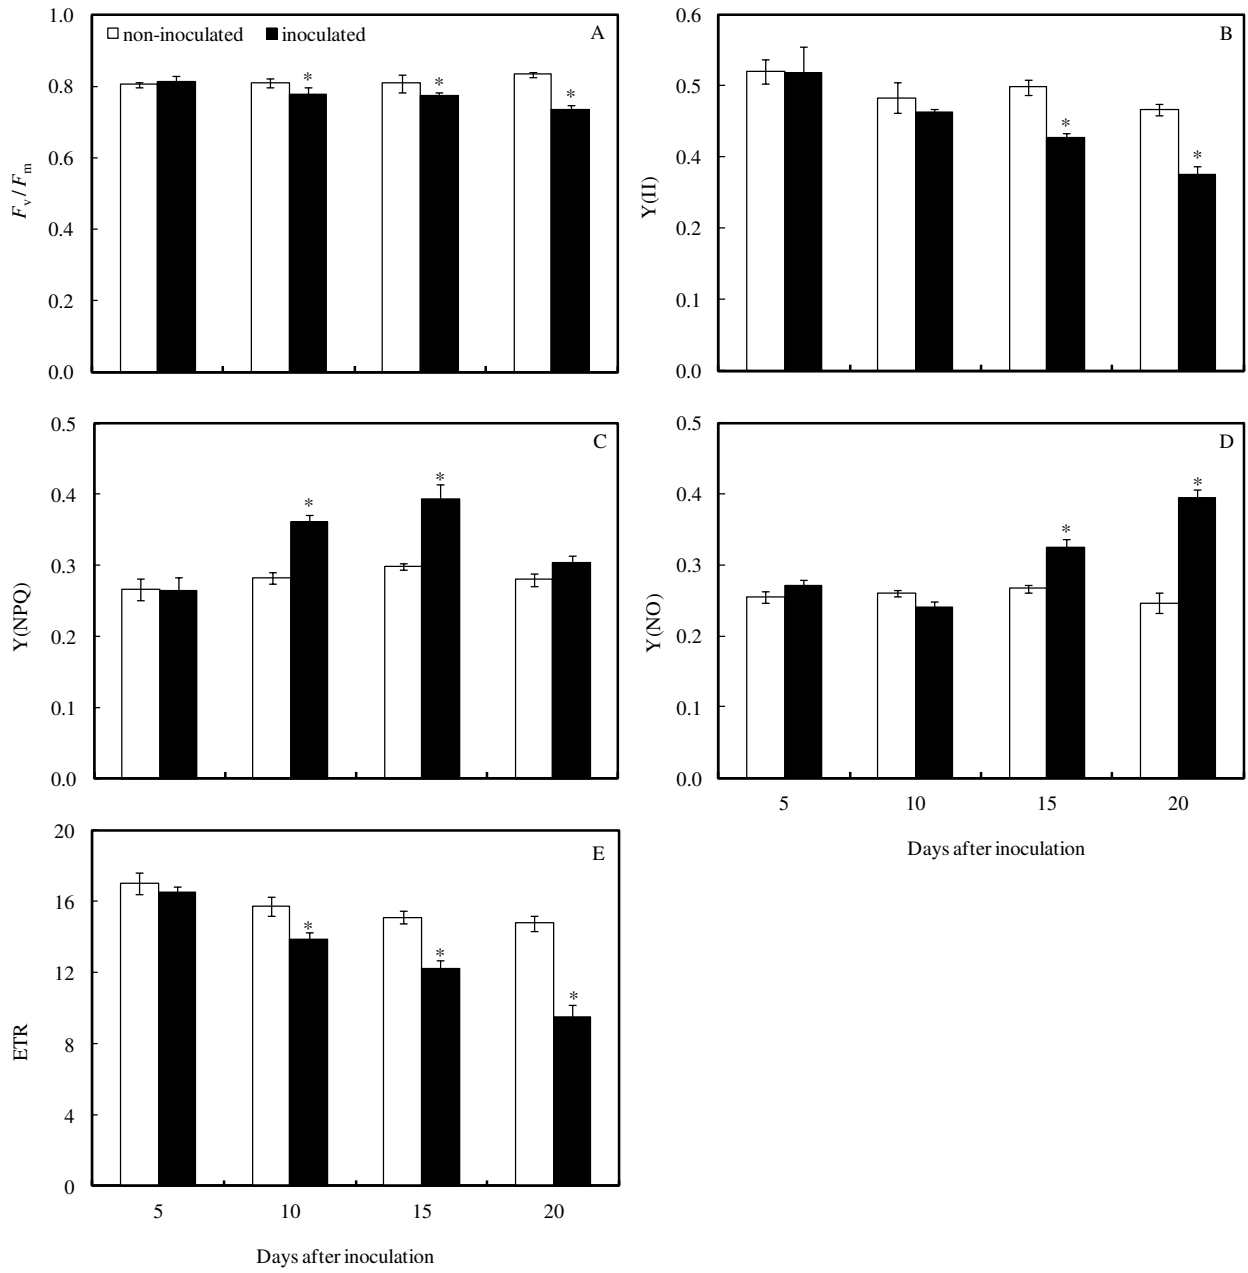 1.0
□ non-inoculated ■ inoculated
A
0.8
0.6
0.4
0.2
0.0
* * *
Fv / Fm
0.6
B
0.5
0.4
0.2
0.1
0.0
* *
Y(II)
0.5
C
0.4
0.3
0.2
0.1
0.0
* *
Y(NPQ)
0.5
D
0.4
0.3
0.2
0.1
0.0
* *
Y(NO)
5 10 15 20
Days after inoculation
20
E
16
12
8
4
0
* * *
ETR
5 10 15 20
Days after inoculation